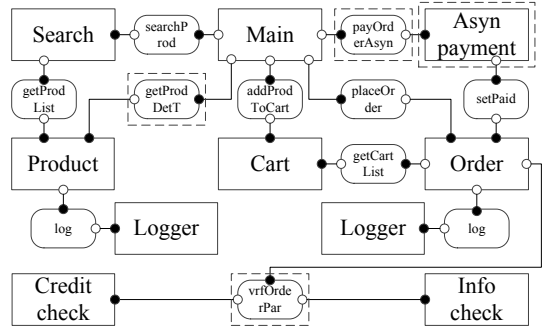 Search
searchP
rod
Main
payOrd
erAsyn
Asyn
payment
getProd
List
getProd
DetT
addProd
ToCart
placeOr
der
setPaid
Product
Cart
getCart
List
Order
log
Logger
Logger
log
Credit
check
vrfOrde
rPar
Info
check